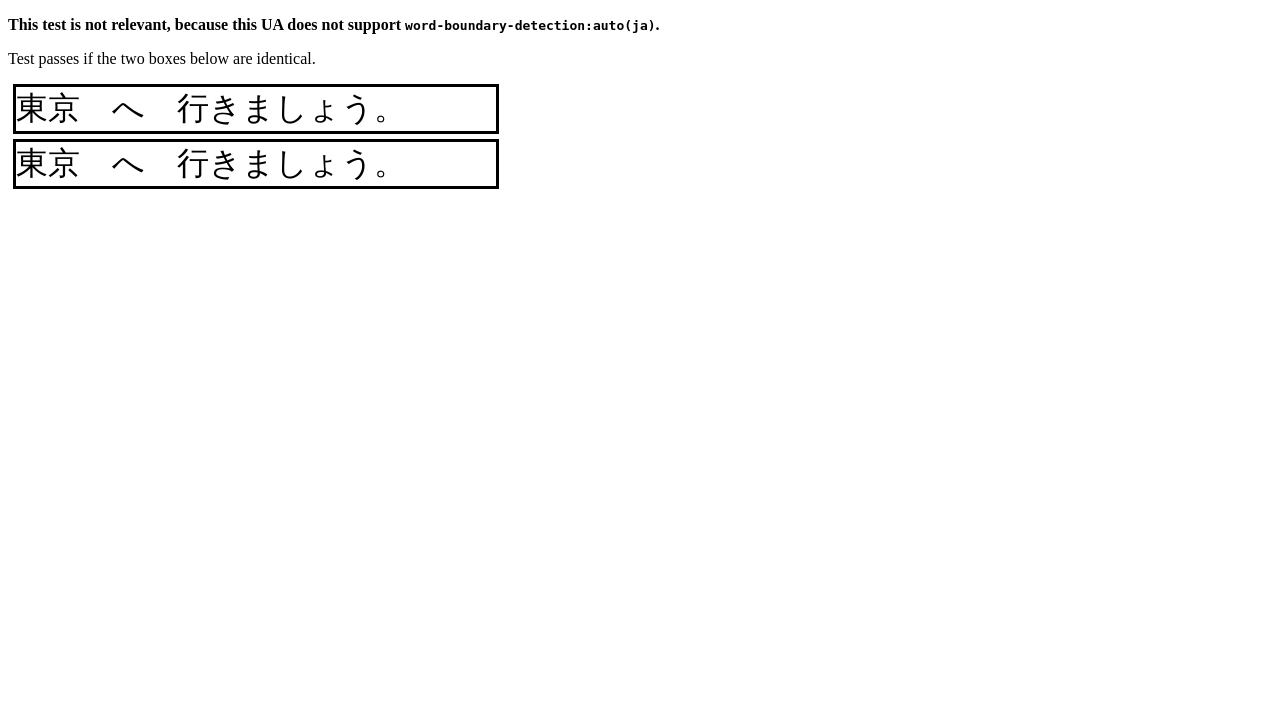 This test is not relevant, because this UA does not support word-boundary-detection:auto(ja).
Test passes if the two boxes below are identical.
東京　へ　行きましょう。
東京　へ　行きましょう。